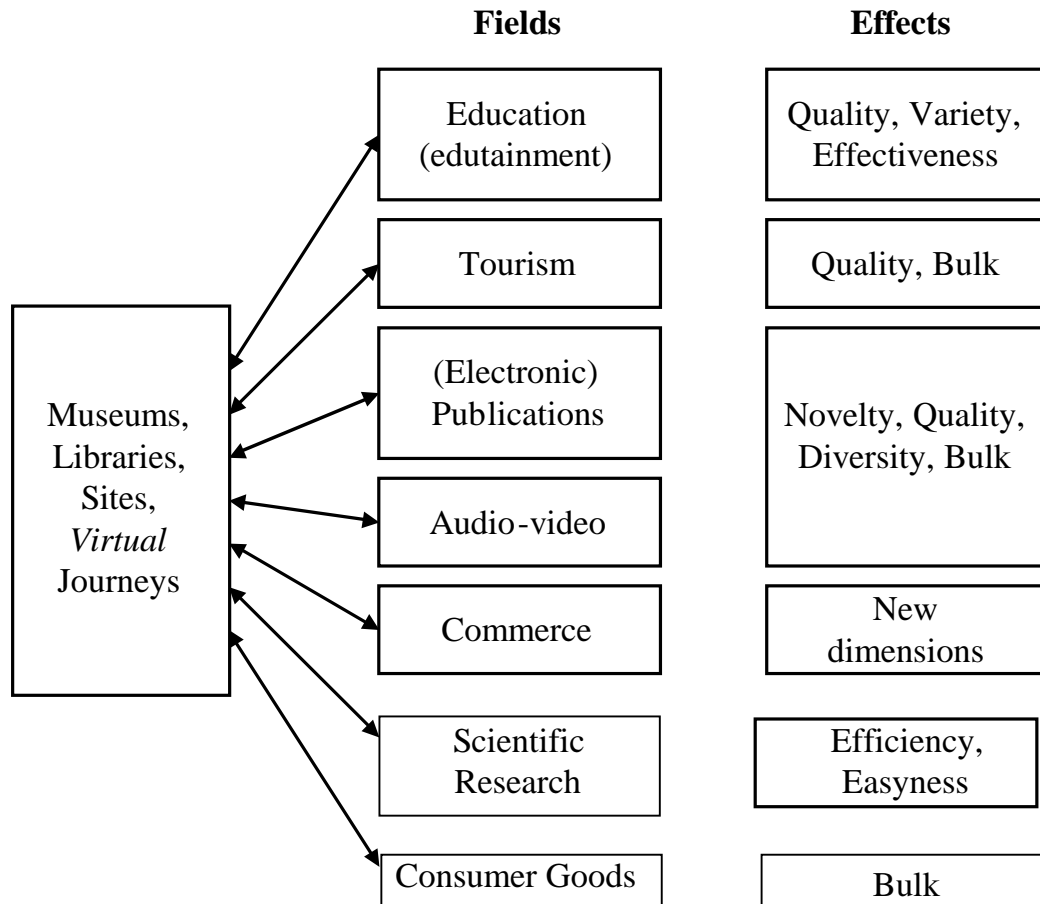 Fields
Effects
Education
(edutainment)
Quality, Variety,
Effectiveness
Tourism
Quality, Bulk
Museums,
Libraries,
Sites,
Virtual
Journeys
(Electronic)
Publications
Novelty, Quality,
Diversity, Bulk
Audio-video
Commerce
New
dimensions
Scientific
Research
Efficiency,
Easyness
Consumer Goods
Bulk